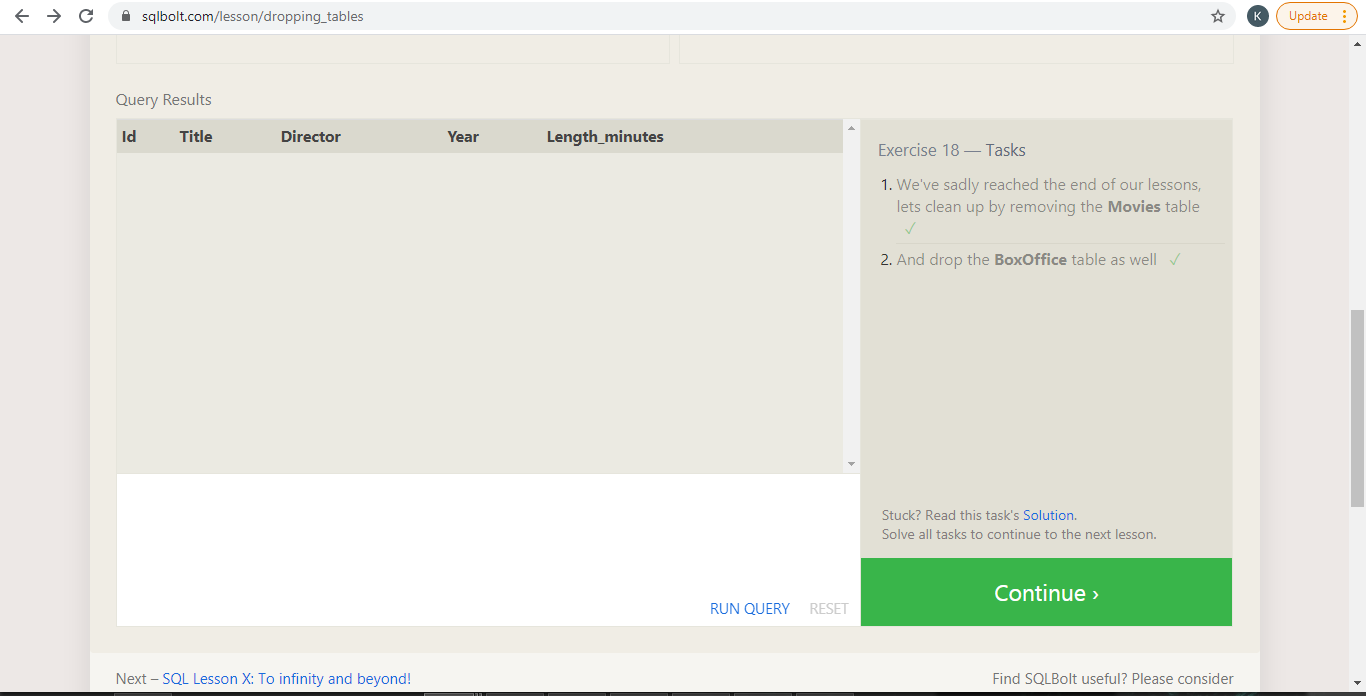 sqlbolt.com/lesson/dropping_tables
K
Update
Query Results
Id Title Director Year Length_minutes
Exercise 18 — Tasks
1. We've sadly reached the end of our lessons,
lets clean up by removing the Movies table
✓
2. And drop the BoxOffice table as well ✓
Stuck? Read this task's Solution.
Solve all tasks to continue to the next lesson.
RUN QUERY RESET
Continue ›
Next – SQL Lesson X: To infinity and beyond!
Find SQLBolt useful? Please consider